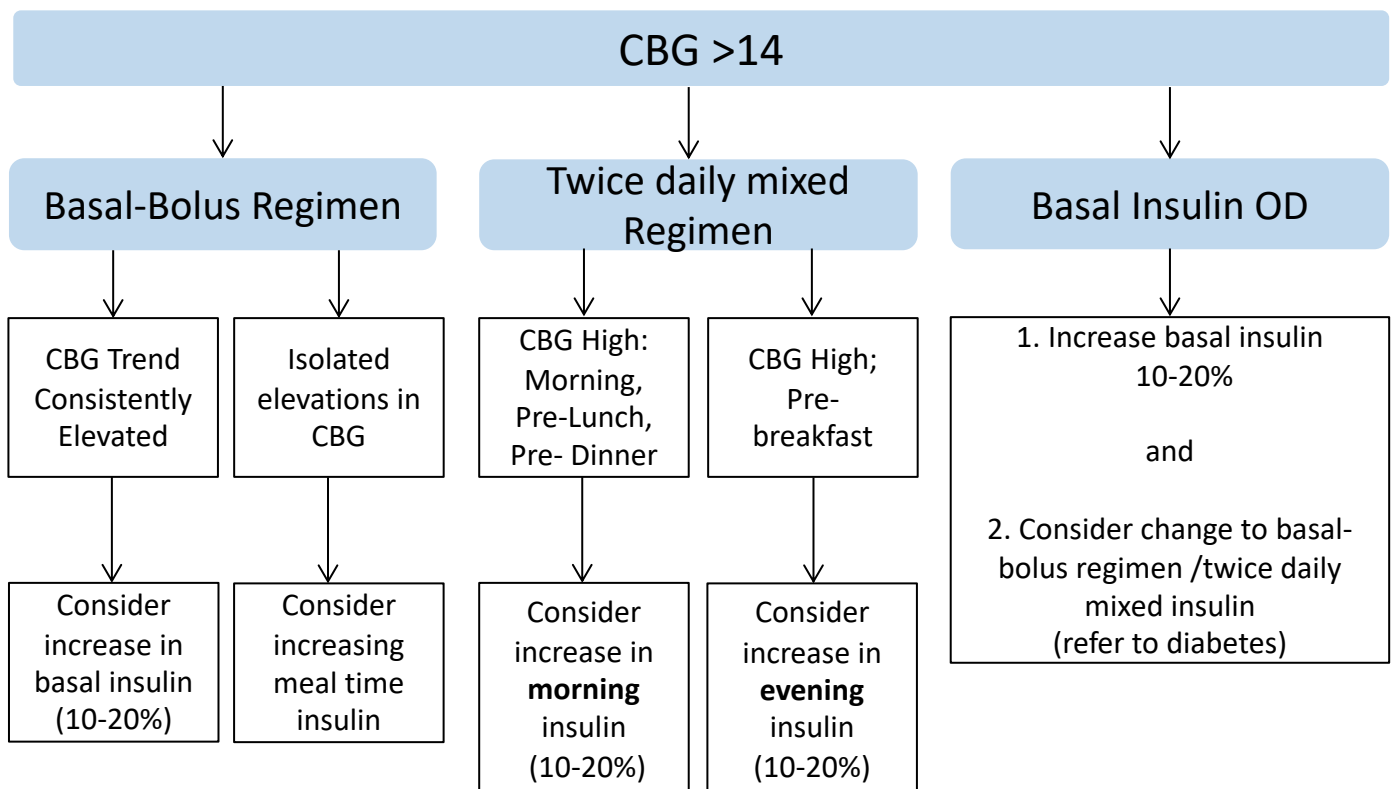 CBG >14
Basal-Bolus Regimen
Twice daily mixed
Regimen
Basal Insulin OD
CBG Trend
Consistently
Elevated
Isolated
elevations in
CBG
CBG High:
Morning,
Pre-Lunch,
Pre- Dinner
CBG High;
Pre-
breakfast
1. Increase basal insulin
10-20%
and
2. Consider change to basal-
bolus regimen /twice daily
mixed insulin
(refer to diabetes)
Consider
increase in
basal insulin
(10-20%)
Consider
increasing
meal time
insulin
Consider
increase in
morning
insulin
(10-20%)
Consider
increase in
evening
insulin
(10-20%)